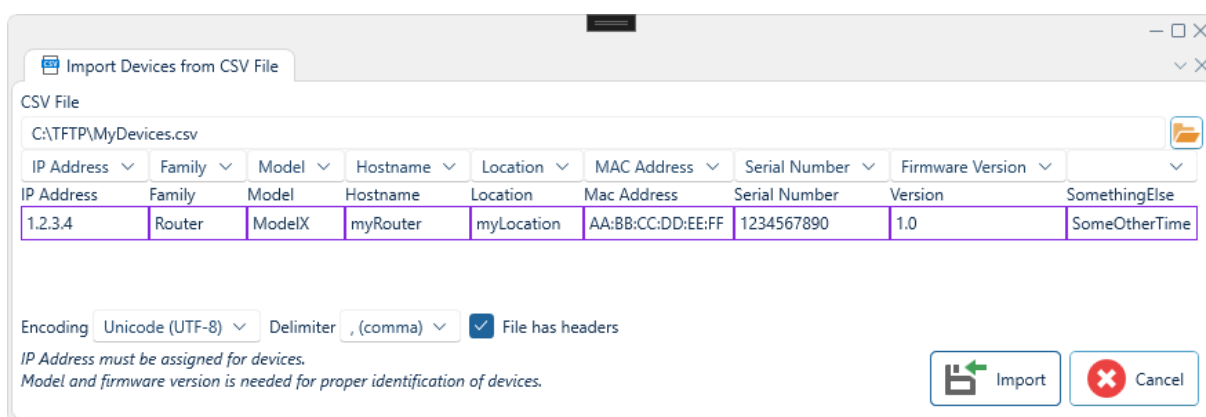 CSV Import Devices from CSV File
CSV File
C:\TFTP\MyDevices.csv
IP Address Family Model Hostname Location MAC Address Serial Number Firmware Version
IP Address Family Model Hostname Location Mac Address Serial Number Version SomethingElse
1.2.3.4 Router ModelX myRouter myLocation AA:BB:CC:DD:EE:FF 1234567890 1.0 SomeOtherTime
Encoding Unicode (UTF-8) Delimiter , (comma) File has headers
IP Address must be assigned for devices.
Model and firmware version is needed for proper identification of devices.
Import Cancel